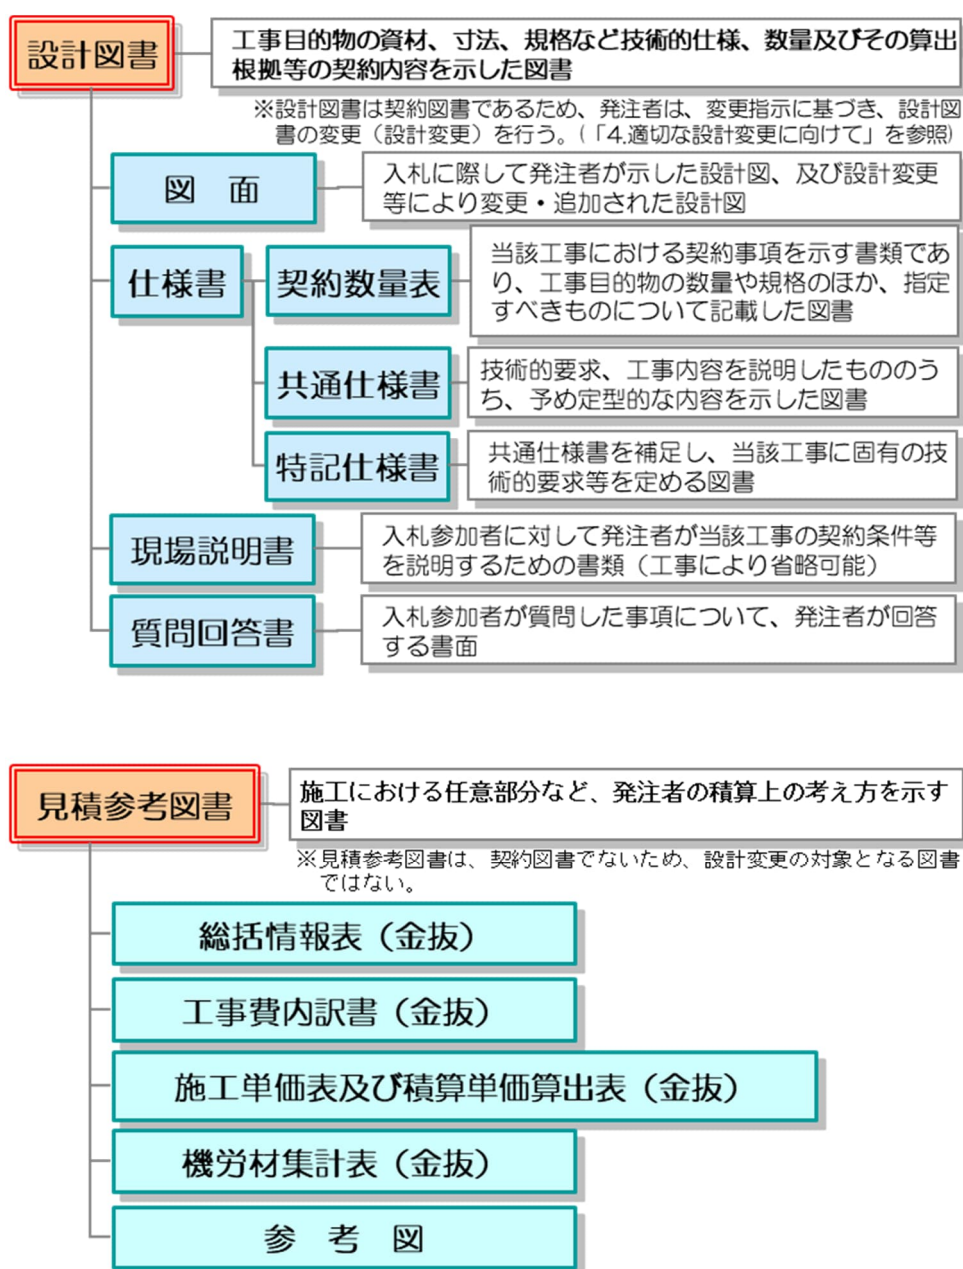 設計図書
工事目的物の資材、寸法、規格など技術的仕様、数量及びその算出
根拠等の契約内容を示した図書
※設計図書は契約図書であるため、発注者は、変更指示に基づき、設計図
書の変更（設計変更）を行う。(「4.適切な設計変更に向けて」を参照)
図　面
入札に際して発注者が示した設計図、及び設計変更
等により変更・追加された設計図
仕様書
契約数量表
当該工事における契約事項を示す書類であ
り、工事目的物の数量や規格のほか、指定
すべきものについて記載した図書
共通仕様書
技術的要求、工事内容を説明したもののう
ち、予め定型的な内容を示した図書
特記仕様書
共通仕様書を補足し、当該工事に固有の技
術的要求等を定める図書
現場説明書
入札参加者に対して発注者が当該工事の契約条件等
を説明するための書類（工事により省略可能）
質問回答書
入札参加者が質問した事項について、発注者が回答
する書面
見積参考図書
施工における任意部分など、発注者の積算上の考え方を示す
図書
※見積参考図書は、契約図書でないため、設計変更の対象となる図書
ではない。
総括情報表（金抜）
工事費内訳書（金抜）
施工単価表及び積算単価算出表（金抜）
機労材集計表（金抜）
参　考　図